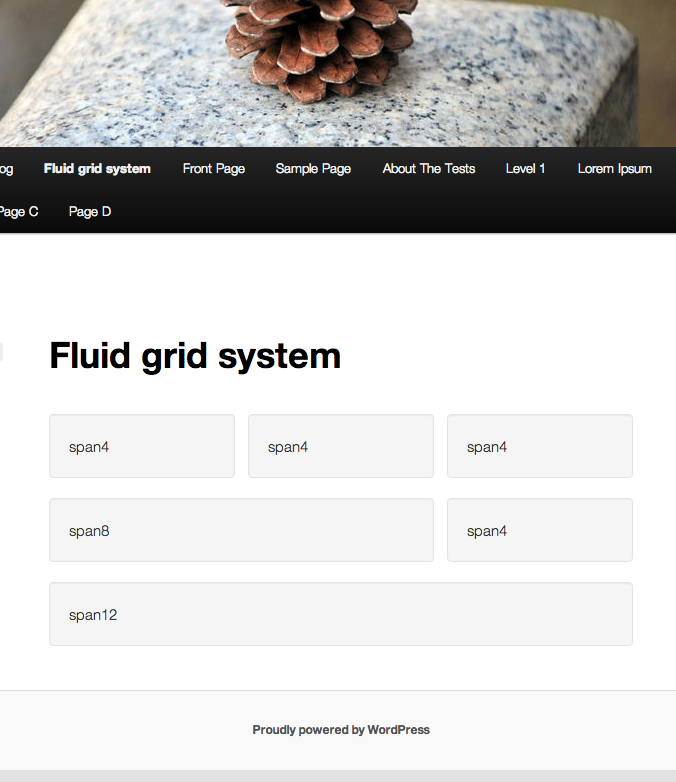 og Fluid grid system Front Page Sample Page About The Tests Level 1 Lorem Ipsum
Page C Page D
Fluid grid system
span4 span4 span4
span8 span4
span12
Proudly powered by WordPress